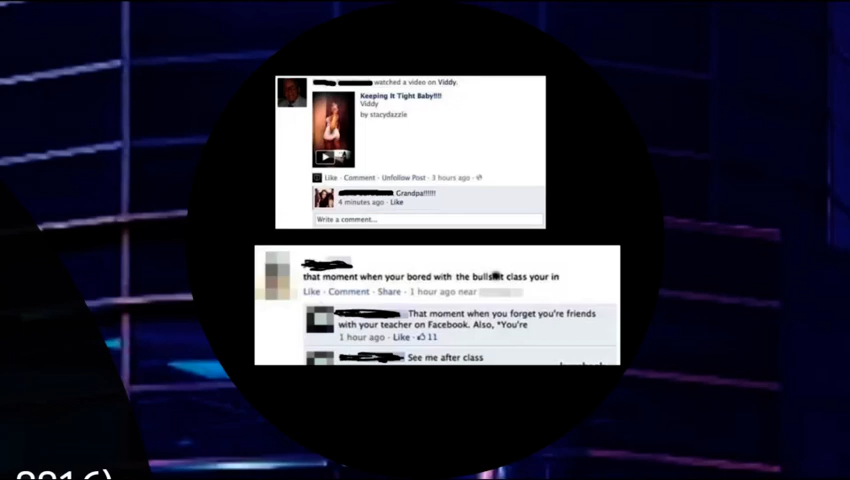 watched a video on Viddy.
Keeping It Tight Baby!!!!
Viddy
by stacydazzle
Like · Comment · Unfollow Post · 3 hours ago ·
Grandpa!!!!!!
4 minutes ago · Like
Write a comment...
that moment when your bored with the bulls t class your in
Like · Comment · Share · 1 hour ago near
That moment when you forget you're friends
with your teacher on Facebook. Also, *You're
1 hour ago · Like · 11
See me after class